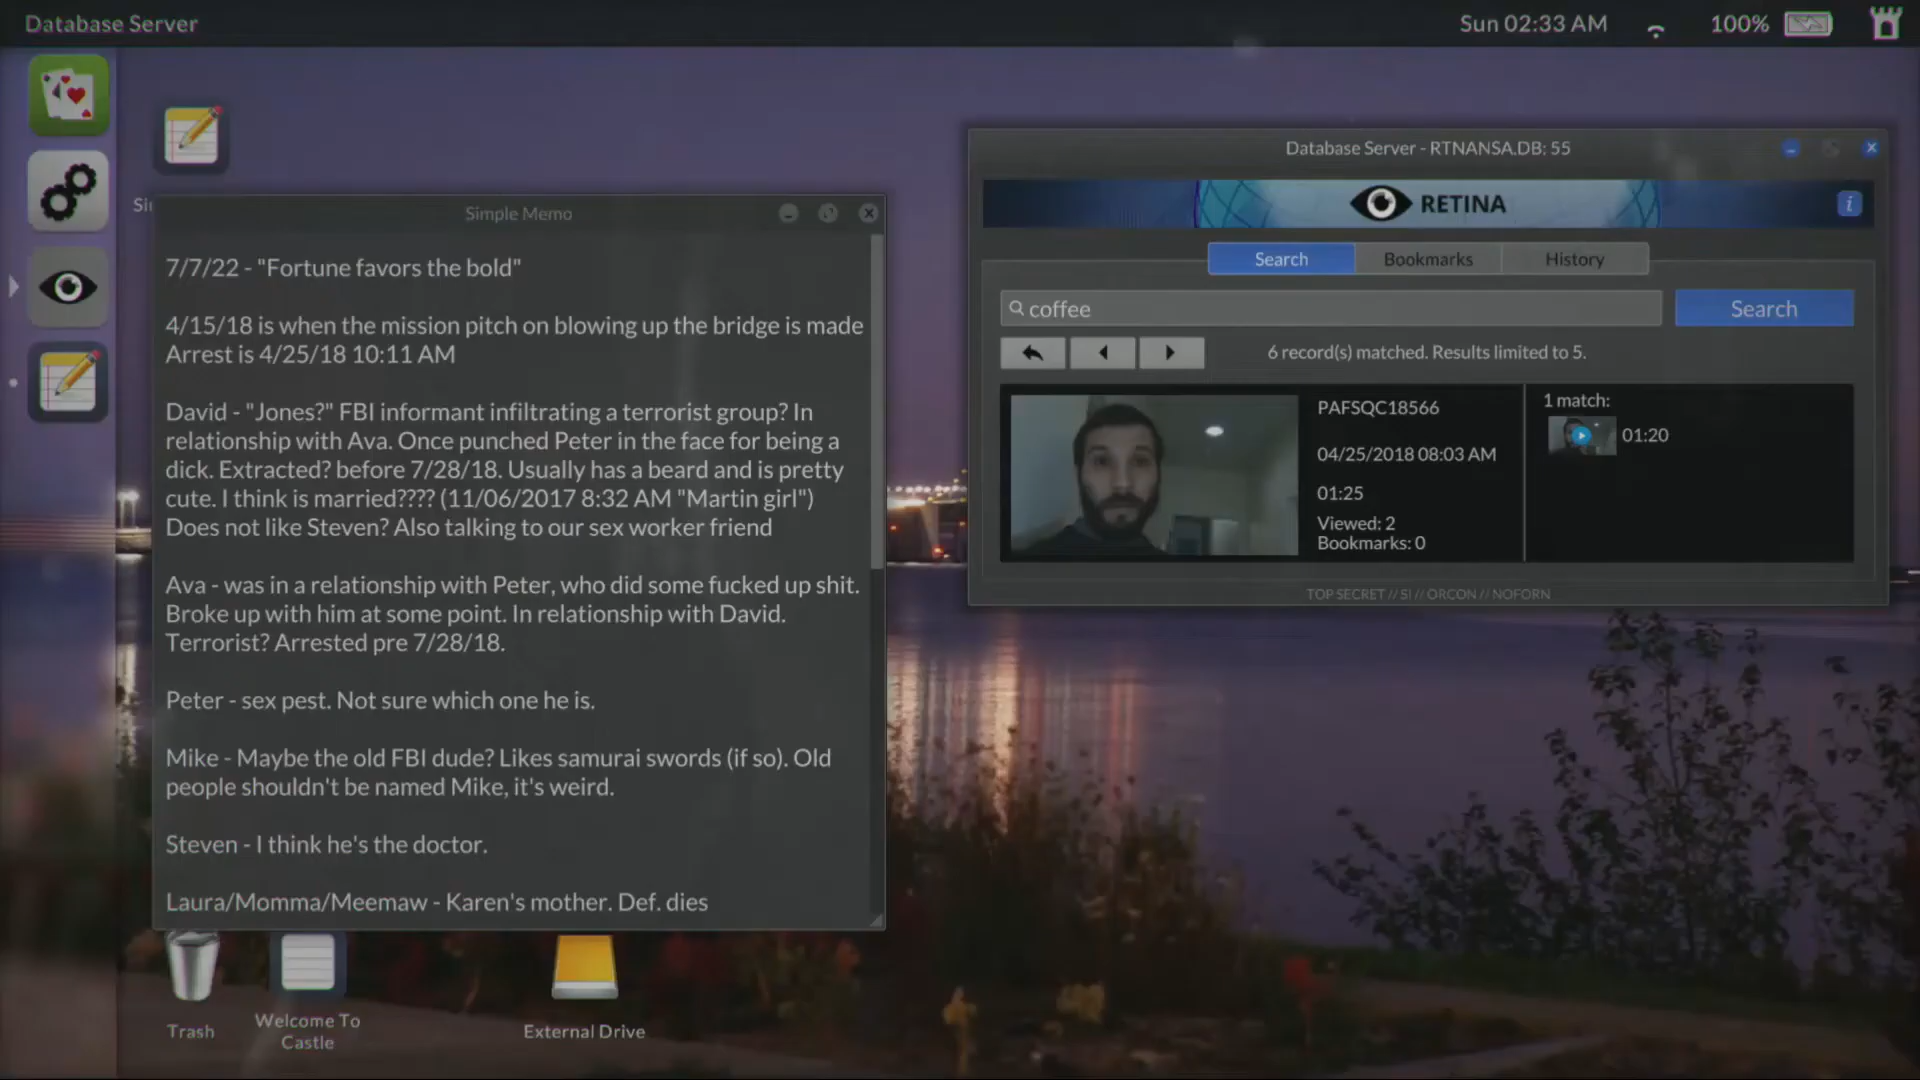 Database Server
Sun 02:33 AM
100%
Simple Memo
7/7/22 - "Fortune favors the bold"
4/15/18 is when the mission pitch on blowing up the bridge is made
Arrest is 4/25/18 10:11 AM
David - "Jones?" FBI informant infiltrating a terrorist group? In
relationship with Ava. Once punched Peter in the face for being a
dick. Extracted? before 7/28/18. Usually has a beard and is pretty
cute. I think is married???? (11/06/2017 8:32 AM "Martin girl")
Does not like Steven? Also talking to our sex worker friend
Ava - was in a relationship with Peter, who did some fucked up shit.
Broke up with him at some point. In relationship with David.
Terrorist? Arrested pre 7/28/18.
Peter - sex pest. Not sure which one he is.
Mike - Maybe the old FBI dude? Likes samurai swords (if so). Old
people shouldn't be named Mike, it's weird.
Steven - I think he's the doctor.
Laura/Momma/Meemaw - Karen's mother. Def. dies
Trash
Welcome To
Castle
External Drive
Database Server - RTNANSA.DB: 55
RETINA
i
Search
Bookmarks
History
coffee
Search
6 record(s) matched. Results limited to 5.
PAFSQC18566
04/25/2018 08:03 AM
01:25
Viewed: 2
Bookmarks: 0
1 match:
01:20
TOP SECRET // SI // ORCON // NOFORN